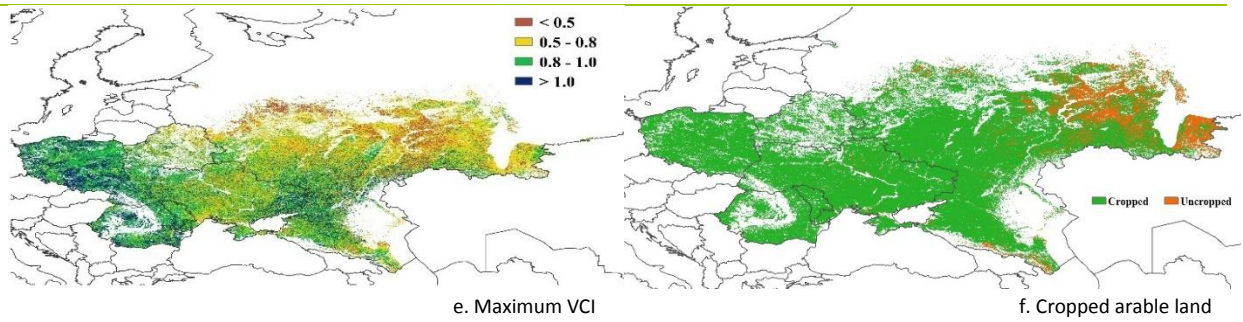 < 0.5
0.5 - 0.8
0.8 - 1.0
> 1.0
Cropped Uncropped
e. Maximum VCI
f. Cropped arable land